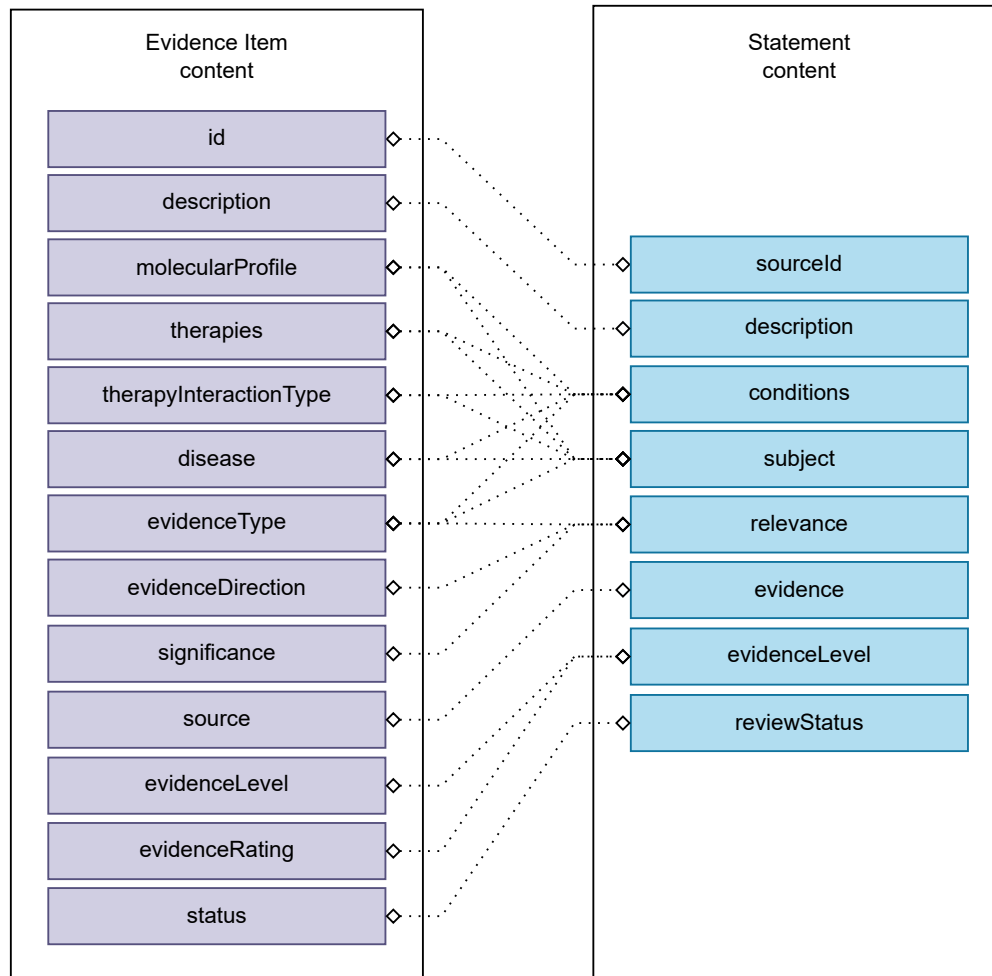 Evidence Item
content
id
description
molecularProfile
therapies
therapyInteractionType
disease
evidenceType
evidenceDirection
significance
source
evidenceLevel
evidenceRating
status
Statement
content
sourceId
description
conditions
subject
relevance
evidence
evidenceLevel
reviewStatus